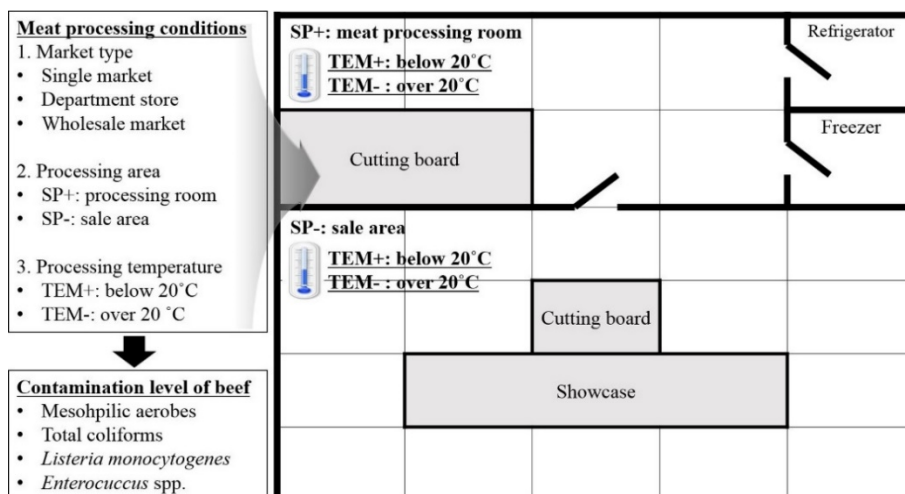 Meat processing conditions
1. Market type
• Single market
• Department store
• Wholesale market
2. Processing area
• SP+: processing room
• SP-: sale area
3. Processing temperature
• TEM+: below 20˚C
• TEM-: over 20 ˚C
Contamination level of beef
• Mesohpilic aerobes
• Total coliforms
• Listeria monocytogenes
• Enterucuccus spp.
SP+: meat processing room
TEM+: below 20˚C
TEM- : over 20˚C
Refrigerator
Cutting board
Freezer
SP-: sale area
TEM+: below 20˚C
TEM- : over 20˚C
Cutting board
Showcase